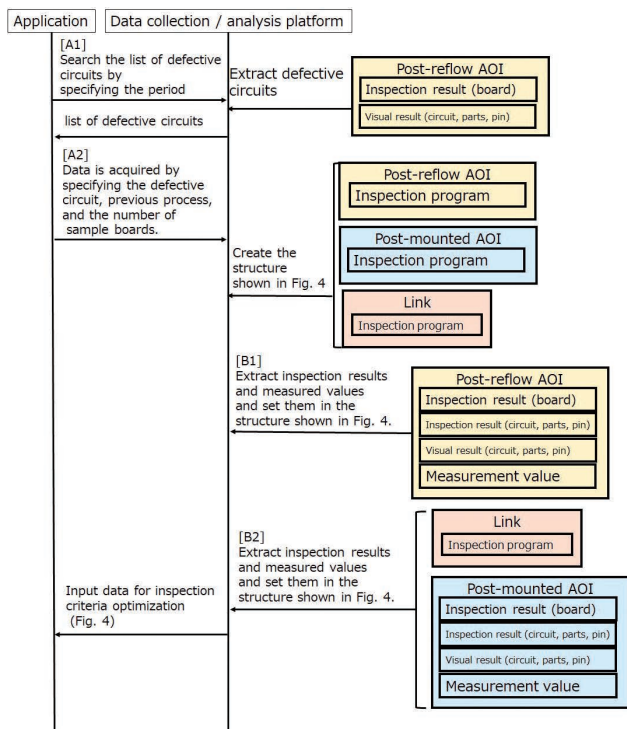 Application
Data collection / analysis platform
[A1]
Search the list of defective
circuits by
specifying the period
Extract defective
circuits
Post-reflow AOI
Inspection result (board)
Visual result (circuit, parts, pin)
list of defective circuits
[A2]
Data is acquired by
specifying the defective
circuit, previous process,
and the number of
sample boards.
Post-reflow AOI
Inspection program
Post-mounted AOI
Inspection program
Create the
structure
shown in Fig. 4
Link
Inspection program
[B1]
Extract inspection results
and measured values
and set them in the
structure shown in Fig. 4.
Post-reflow AOI
Inspection result (board)
Inspection result (circuit, parts, pin)
Visual result (circuit, parts, pin)
Measurement value
[B2]
Extract inspection results
and measured values
and set them in the
structure shown in Fig. 4.
Link
Inspection program
Post-mounted AOI
Inspection result (board)
Inspection result (circuit, parts, pin)
Visual result (circuit, parts, pin)
Measurement value
Input data for inspection
criteria optimization
(Fig. 4)